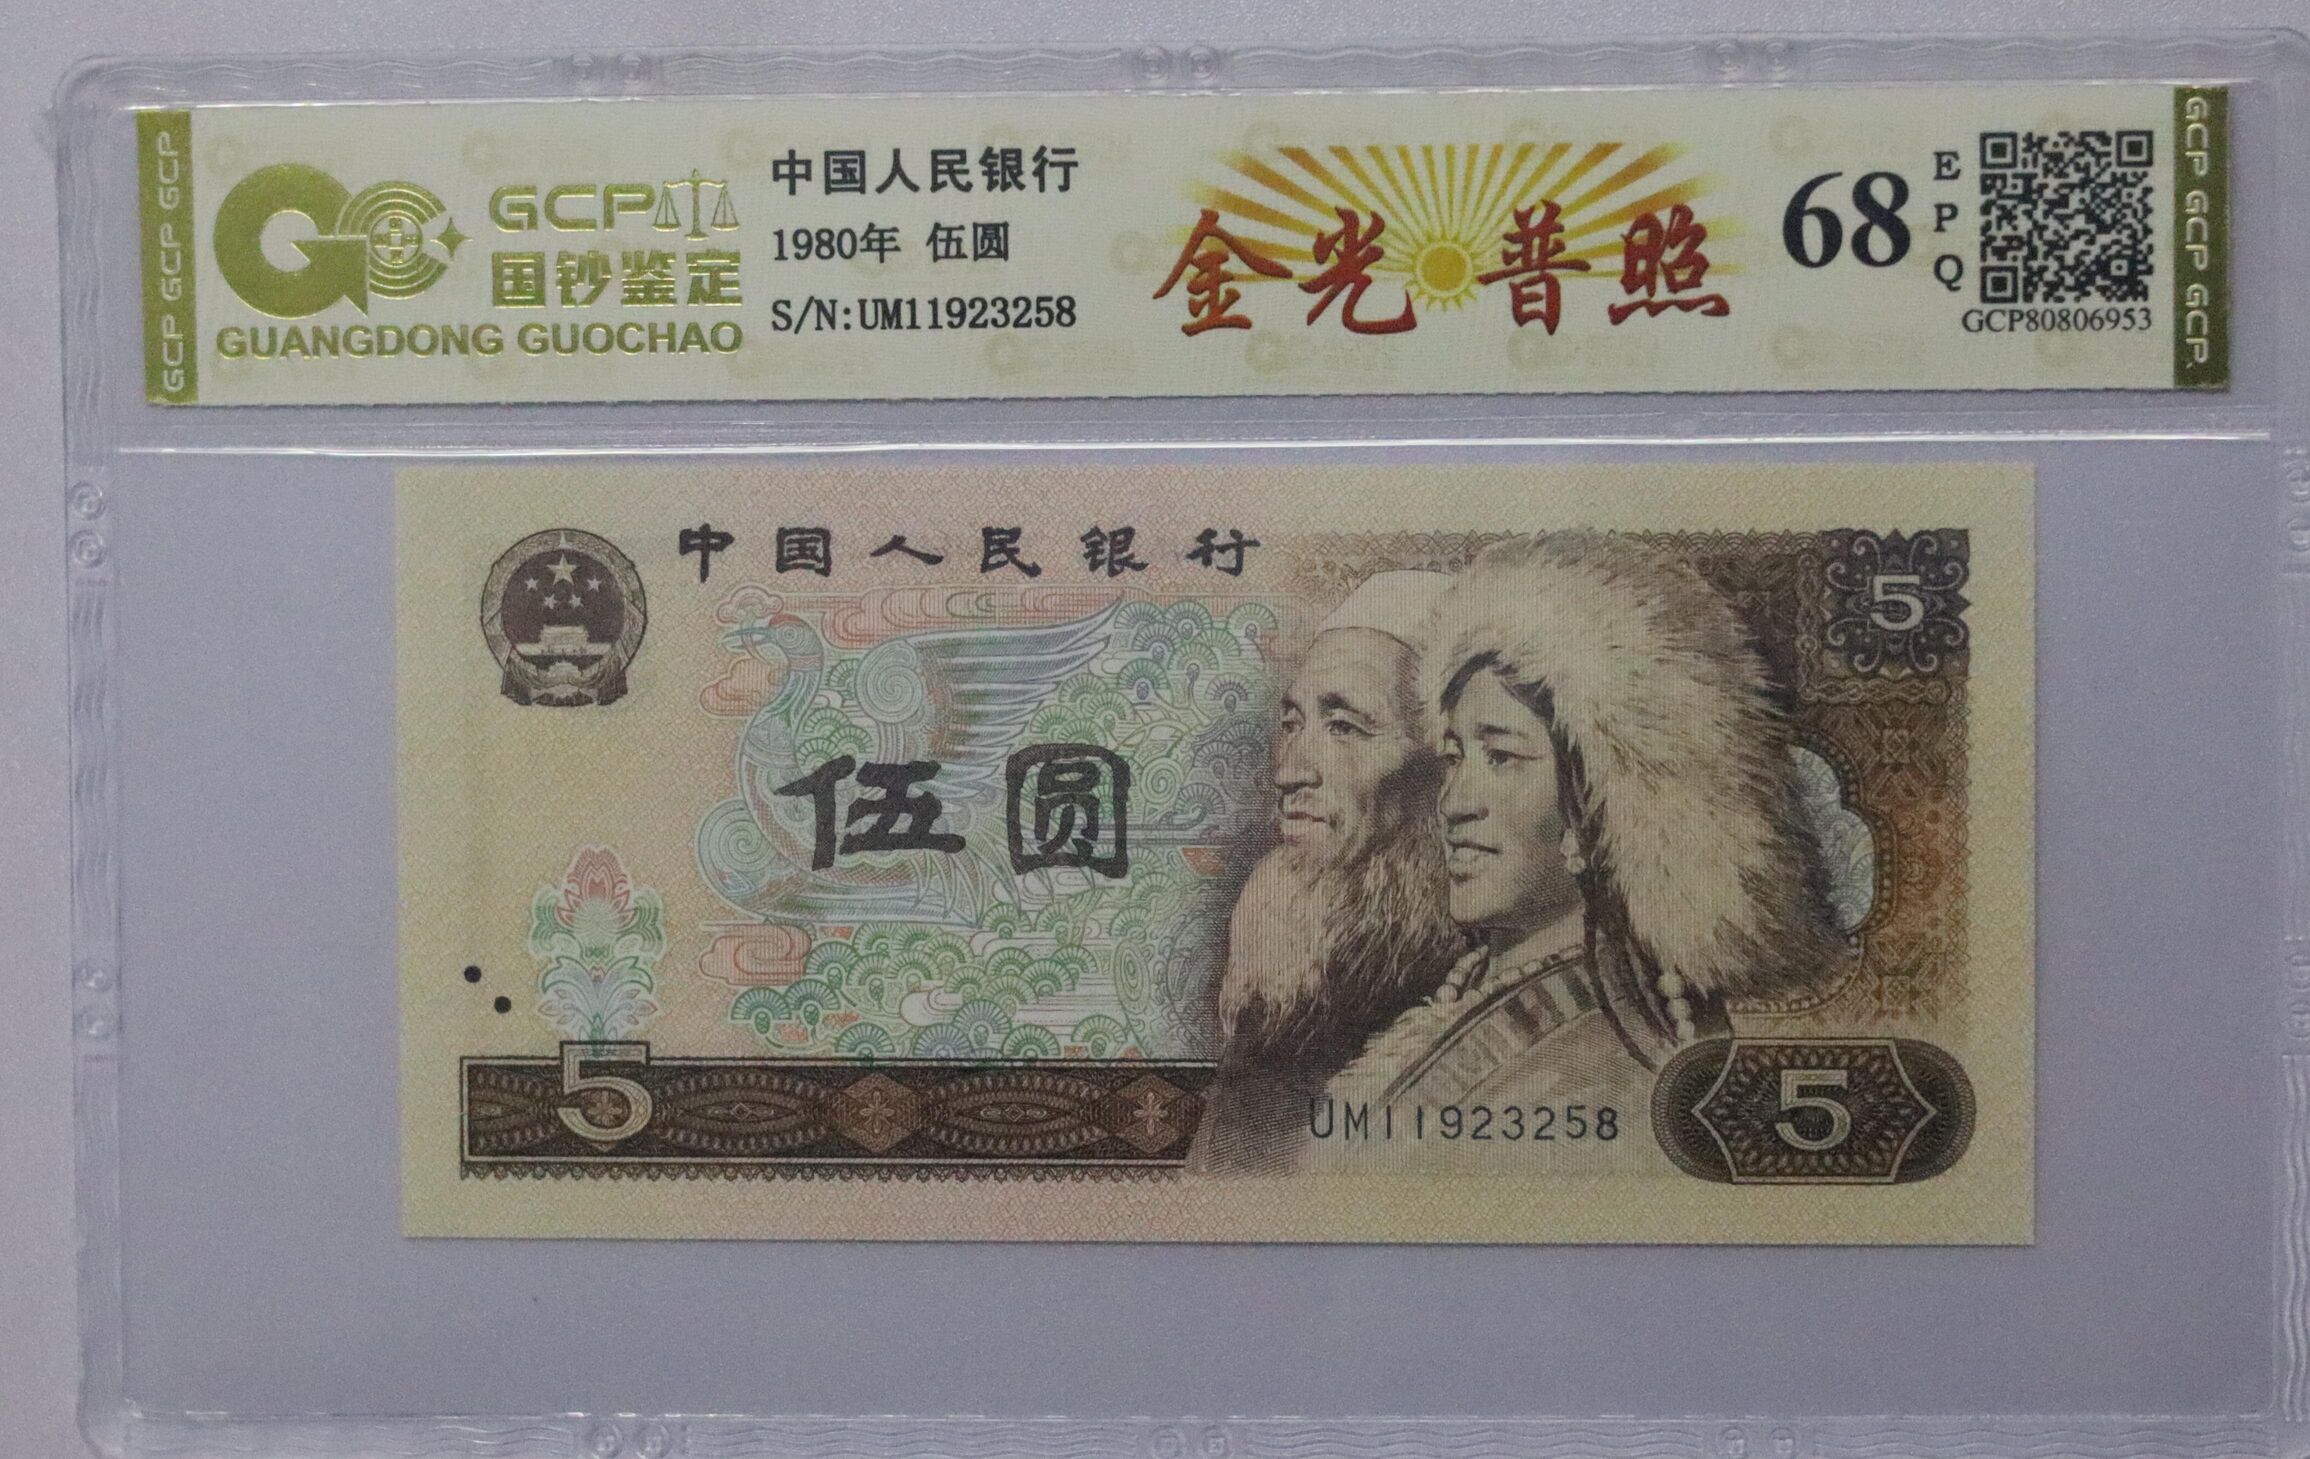 GCP GCP GCP
GCP
国钞鉴定
GUANGDONG GUOCHAO
中国人民银行
1980年 伍圆
S/N:UM11923258
金光普照
68
EPQ
GCP80806953
GCP GCP GCP
中国人民银行
5
伍圆
5
UM11923258
5